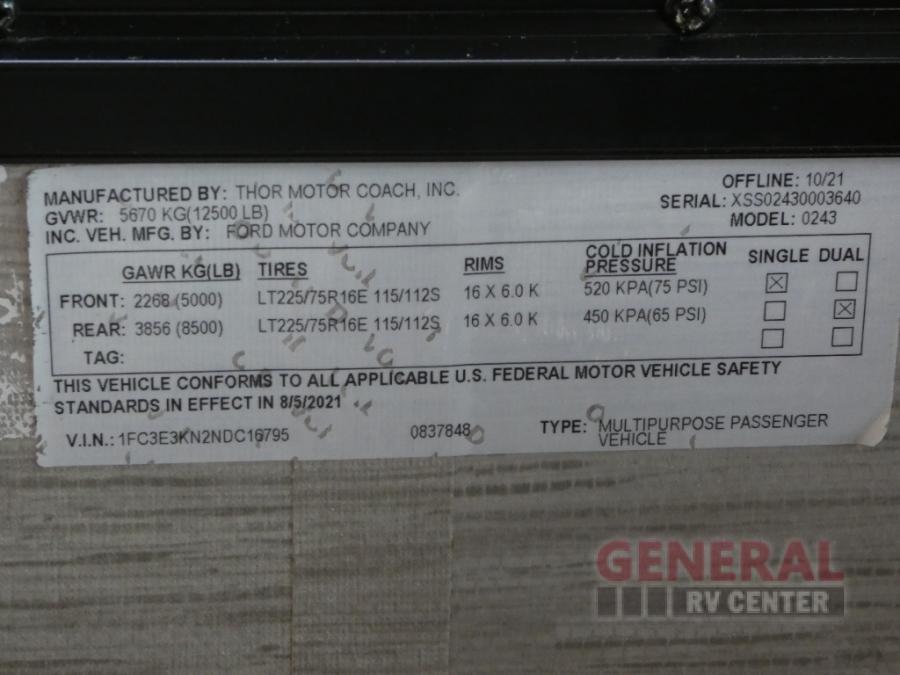 MANUFACTURED BY: THOR MOTOR COACH, INC. OFFLINE: 10/21
GVWR: 5670 KG(12500 LB) SERIAL: XSS02430003640
INC. VEH. MFG. BY: FORD MOTOR COMPANY MODEL: 0243
GAWR KG(LB) TIRES RIMS COLD INFLATION PRESSURE SINGLE DUAL
FRONT: 2268 (5000) LT225/75R16E 115/112S 16 X 6.0 K 520 KPA(75 PSI) ☒ ☐
REAR: 3856 (8500) LT225/75R16E 115/112S 16 X 6.0 K 450 KPA(65 PSI) ☐ ☒
TAG: ☐ ☐
THIS VEHICLE CONFORMS TO ALL APPLICABLE U.S. FEDERAL MOTOR VEHICLE SAFETY
STANDARDS IN EFFECT IN 8/5/2021
V.I.N.: 1FC3E3KN2NDC16795 0837848 TYPE: MULTIPURPOSE PASSENGER
VEHICLE
GENERAL
RV CENTER